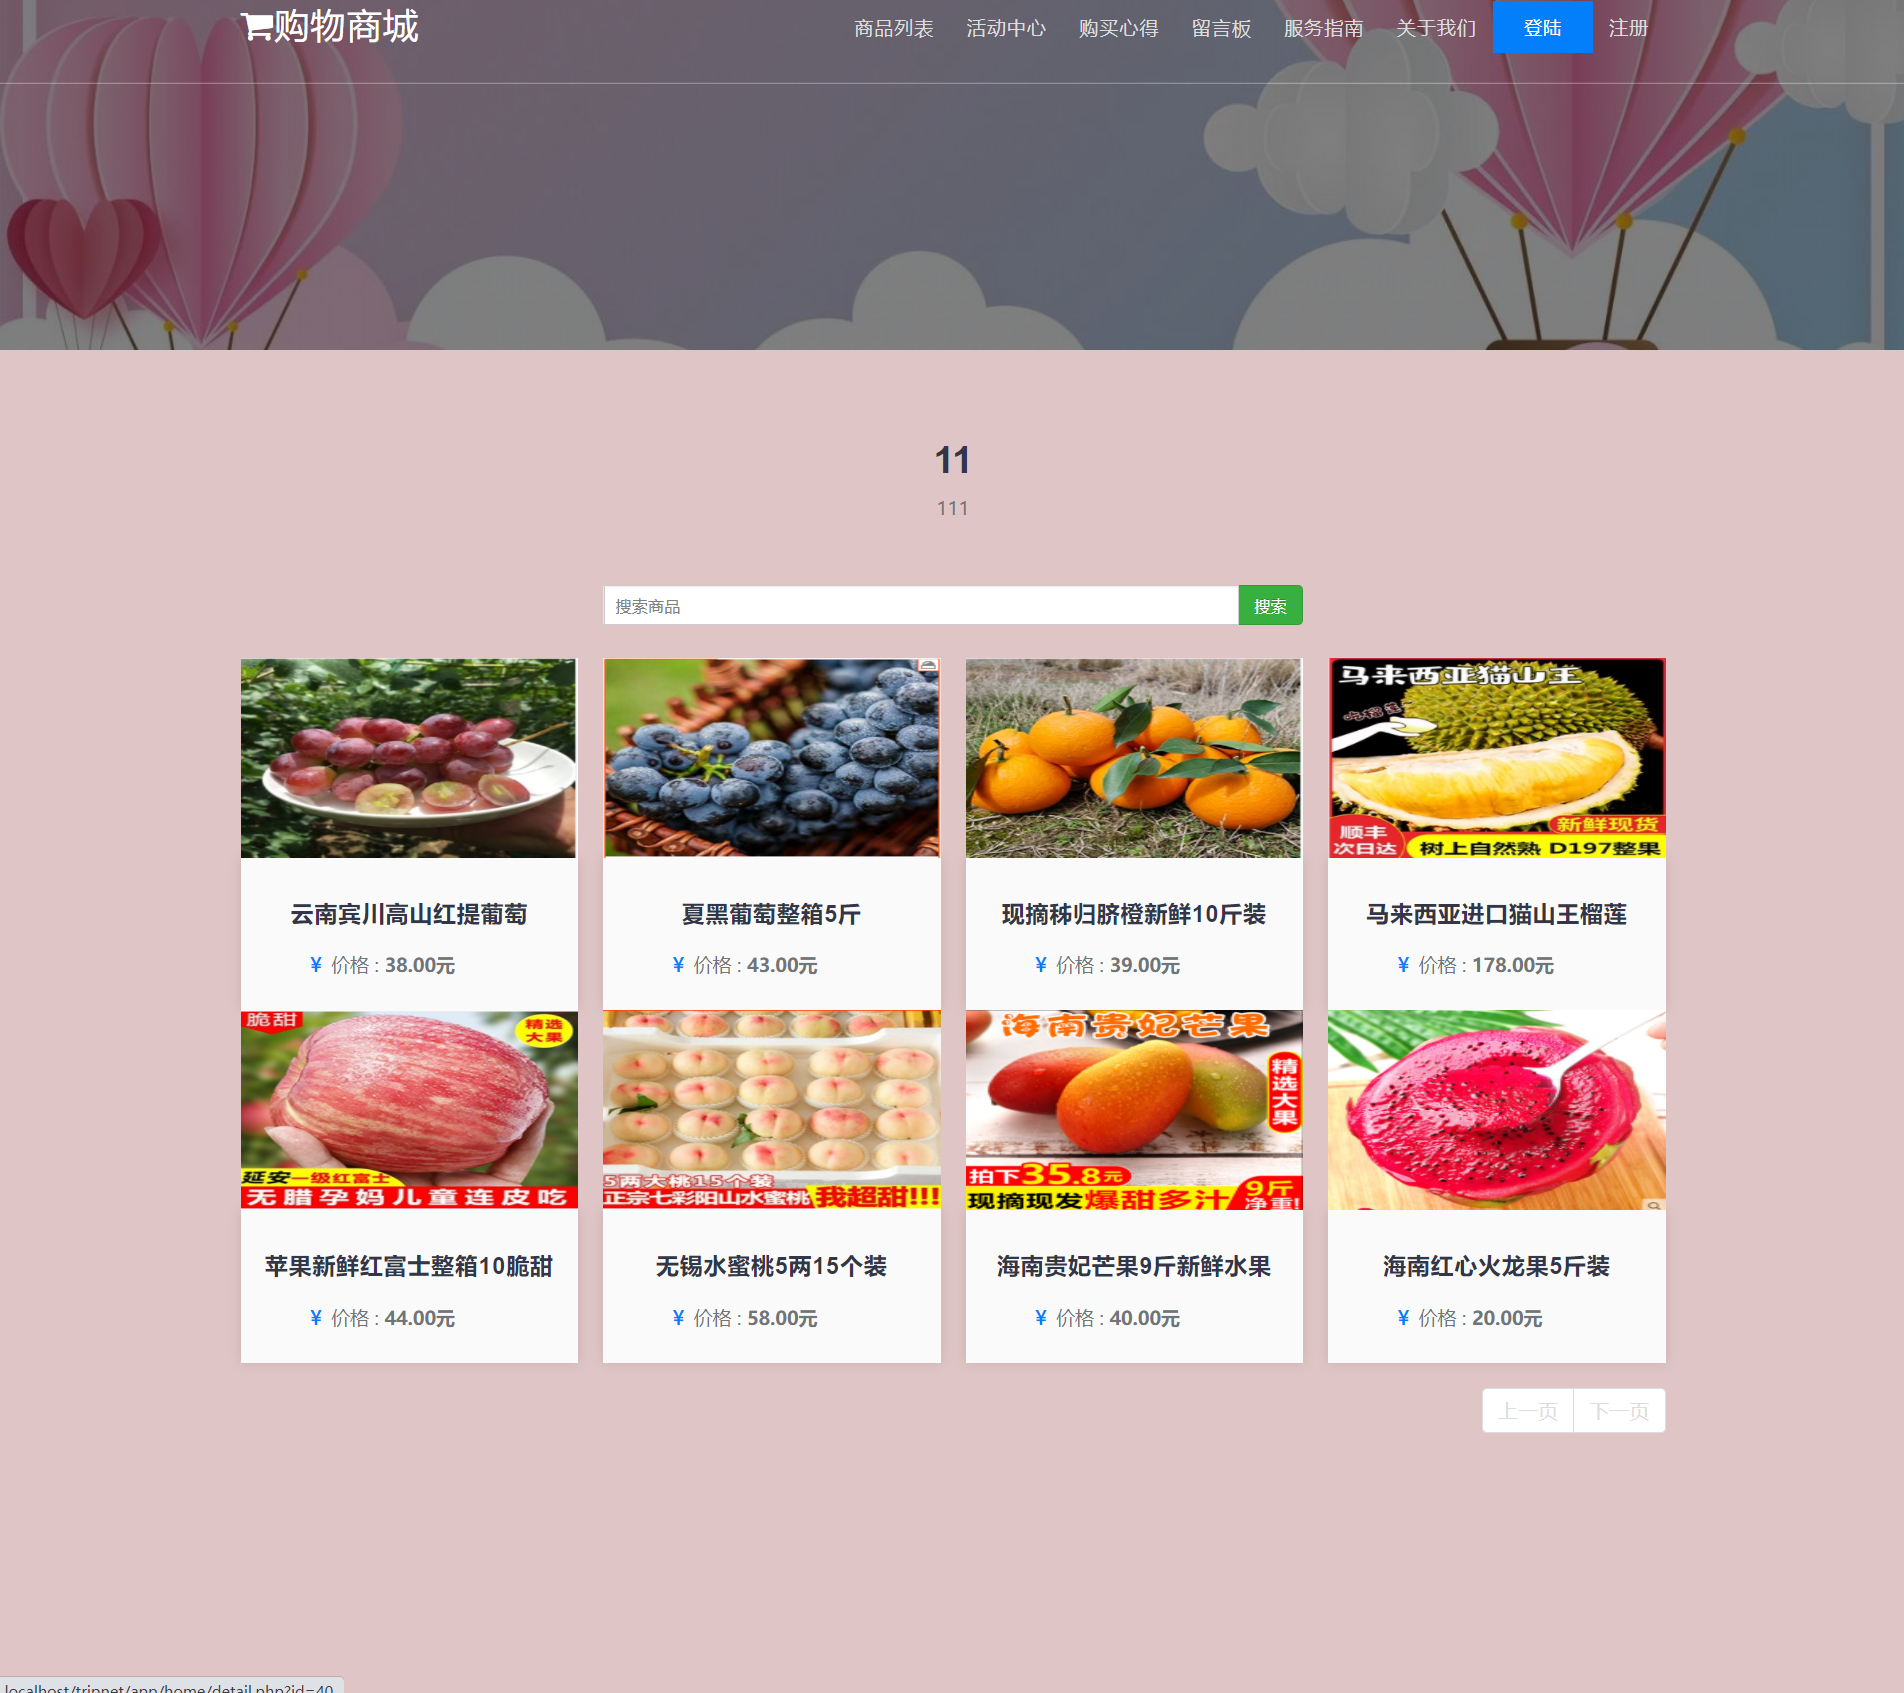 购物商城
商品列表 活动中心 购买心得 留言板 服务指南 关于我们 登陆 注册
11
111
搜索商品 搜索
马来西亚猫山王
吃榴莲
新鲜现货
顺丰
次日达
树上自然熟 D197整果
云南宾川高山红提葡萄
¥ 价格 : 38.00元
夏黑葡萄整箱5斤
¥ 价格 : 43.00元
现摘秭归脐橙新鲜10斤装
¥ 价格 : 39.00元
马来西亚进口猫山王榴莲
¥ 价格 : 178.00元
脆甜
精选
大果
延安一级红富士
无腊孕妈儿童连皮吃
5两大桃15个装
正宗七彩阳山水蜜桃 我超甜!!!
海南贵妃芒果
精选大果
拍下35.8元
现摘现发爆甜多汁
9斤
净重!
苹果新鲜红富士整箱10脆甜
¥ 价格 : 44.00元
无锡水蜜桃5两15个装
¥ 价格 : 58.00元
海南贵妃芒果9斤新鲜水果
¥ 价格 : 40.00元
海南红心火龙果5斤装
¥ 价格 : 20.00元
上一页 下一页
localhost/tripnet/app/home/detail.php?id=40